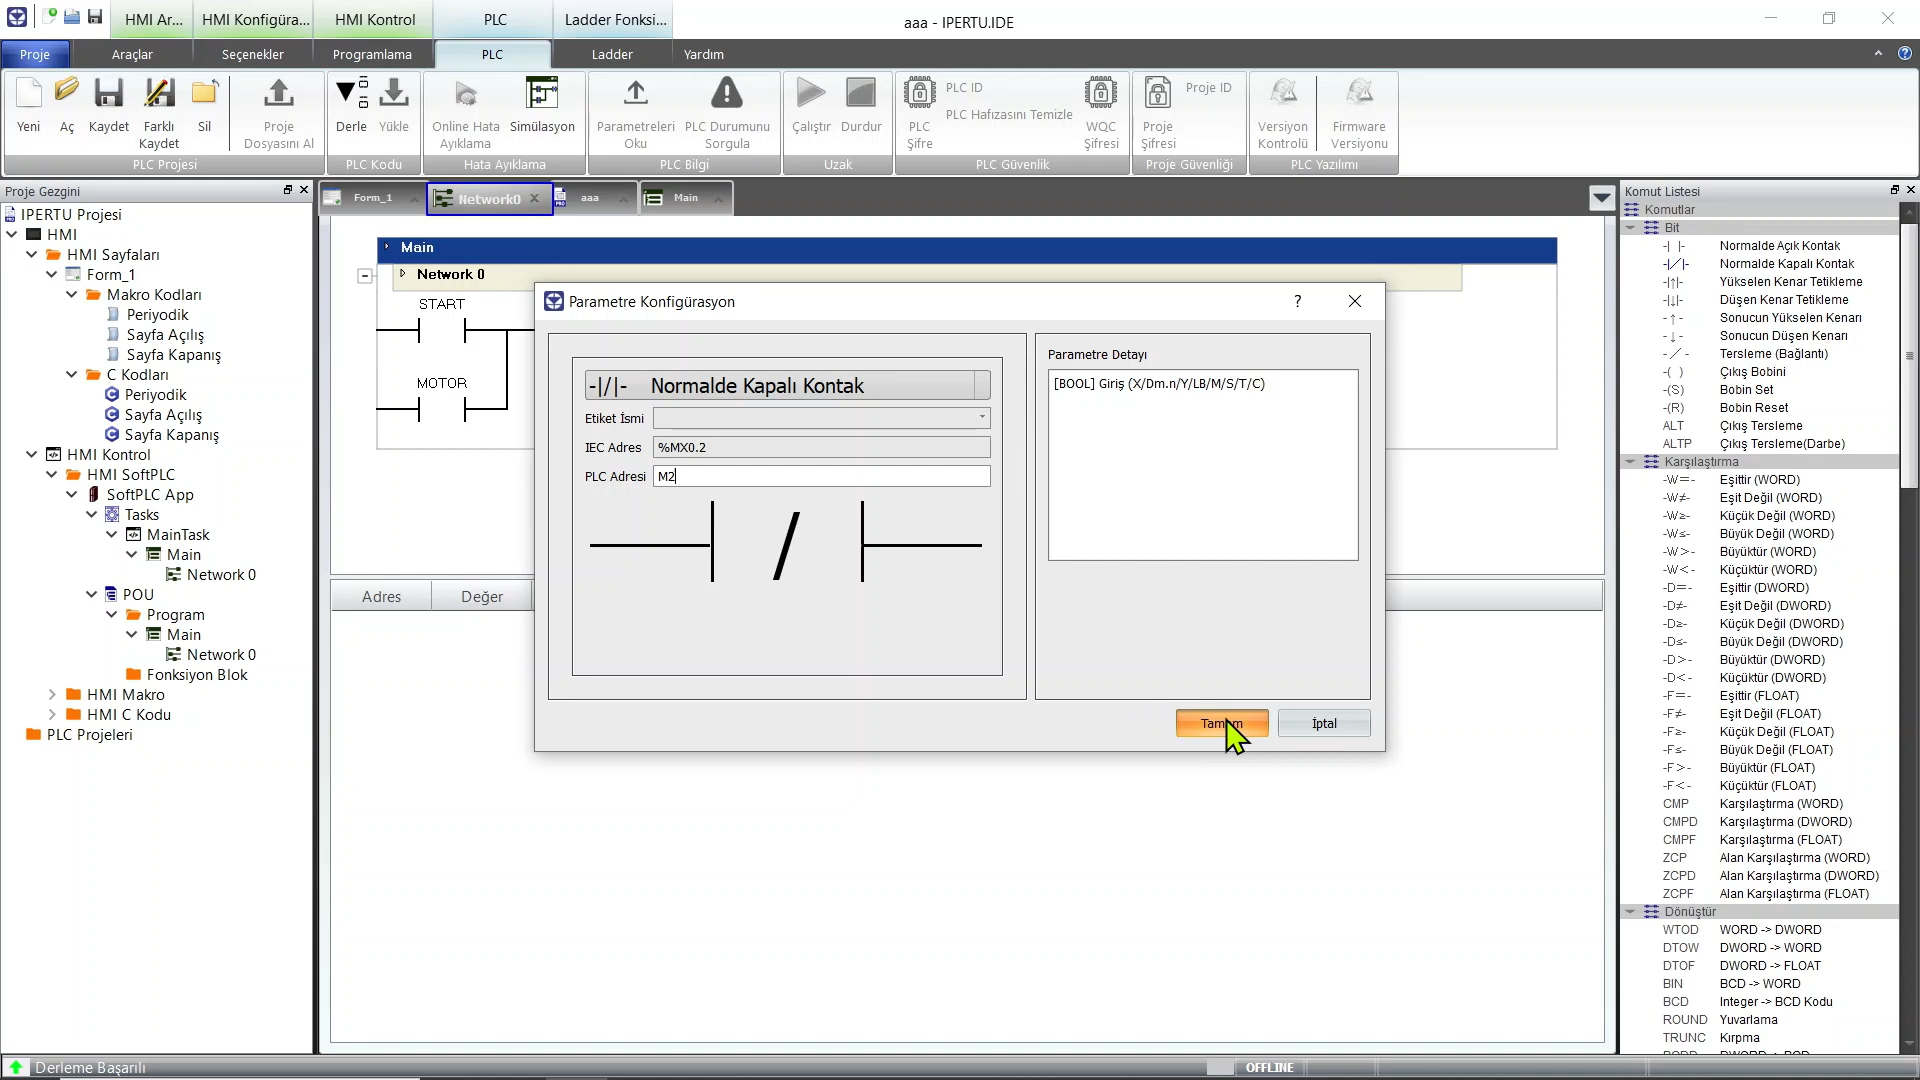 HMI Ar...
HMI Konfigüra...
HMI Kontrol
PLC
Ladder Fonksi...
aaa - IPERTU.IDE
Proje
Araçlar
Seçenekler
Programlama
PLC
Ladder
Yardım
Yeni
Aç
Kaydet
Farklı Kaydet
Sil
Proje Dosyasını Al
Derle
Yükle
Online Hata Ayıklama
Simülasyon
Parametreleri Oku
PLC Durumunu Sorgula
Çalıştır
Durdur
PLC Şifre
PLC ID
PLC Hafızasını Temizle
WQC Şifresi
Proje Şifresi
Proje ID
Versiyon Kontrolü
Firmware Versiyonu
PLC Projesi
PLC Kodu
Hata Ayıklama
PLC Bilgi
Uzak
PLC Güvenlik
Proje Güvenliği
PLC Yazılımı
Proje Gezgini
IPERTU Projesi
HMI
HMI Sayfaları
Form_1
Makro Kodları
Periyodik
Sayfa Açılış
Sayfa Kapanış
C Kodları
Periyodik
Sayfa Açılış
Sayfa Kapanış
HMI Kontrol
HMI SoftPLC
SoftPLC App
Tasks
MainTask
Main
Network 0
POU
Program
Main
Network 0
Fonksiyon Blok
HMI Makro
HMI C Kodu
PLC Projeleri
Form_1
Network0
aaa
Main
Main
Network 0
START
MOTOR
Adres
Değer
Parametre Konfigürasyon
?
-|/|- Normalde Kapalı Kontak
Etiket İsmi
IEC Adres %MX0.2
PLC Adresi M2
Parametre Detayı
[BOOL] Giriş (X/Dm.n/Y/LB/M/S/T/C)
İptal
Komut Listesi
Komutlar
Bit
-| |- Normalde Açık Kontak
-|/|- Normalde Kapalı Kontak
-|↑|- Yükselen Kenar Tetikleme
-|↓|- Düşen Kenar Tetikleme
-↑- Sonucun Yükselen Kenarı
-↓- Sonucun Düşen Kenarı
-/- Tersleme (Bağlantı)
-( ) Çıkış Bobini
-(S) Bobin Set
-(R) Bobin Reset
ALT Çıkış Tersleme
ALTP Çıkış Tersleme(Darbe)
Karşılaştırma
-W=- Eşittir (WORD)
-W≠- Eşit Değil (WORD)
-W≥- Küçük Değil (WORD)
-W≤- Büyük Değil (WORD)
-W>- Büyüktür (WORD)
-W<- Küçüktür (WORD)
-D=- Eşittir (DWORD)
-D≠- Eşit Değil (DWORD)
-D≥- Küçük Değil (DWORD)
-D≤- Büyük Değil (DWORD)
-D>- Büyüktür (DWORD)
-D<- Küçüktür (DWORD)
-F=- Eşittir (FLOAT)
-F≠- Eşit Değil (FLOAT)
-F≥- Küçük Değil (FLOAT)
-F≤- Büyük Değil (FLOAT)
-F>- Büyüktür (FLOAT)
-F<- Küçüktür (FLOAT)
CMP Karşılaştırma (WORD)
CMPD Karşılaştırma (DWORD)
CMPF Karşılaştırma (FLOAT)
ZCP Alan Karşılaştırma (WORD)
ZCPD Alan Karşılaştırma (DWORD)
ZCPF Alan Karşılaştırma (FLOAT)
Dönüştür
WTOD WORD -> DWORD
DTOW DWORD -> WORD
DTOF DWORD -> FLOAT
BIN BCD -> WORD
BCD Integer -> BCD Kodu
ROUND Yuvarlama
TRUNC Kırpma
Derleme Başarılı
OFFLINE